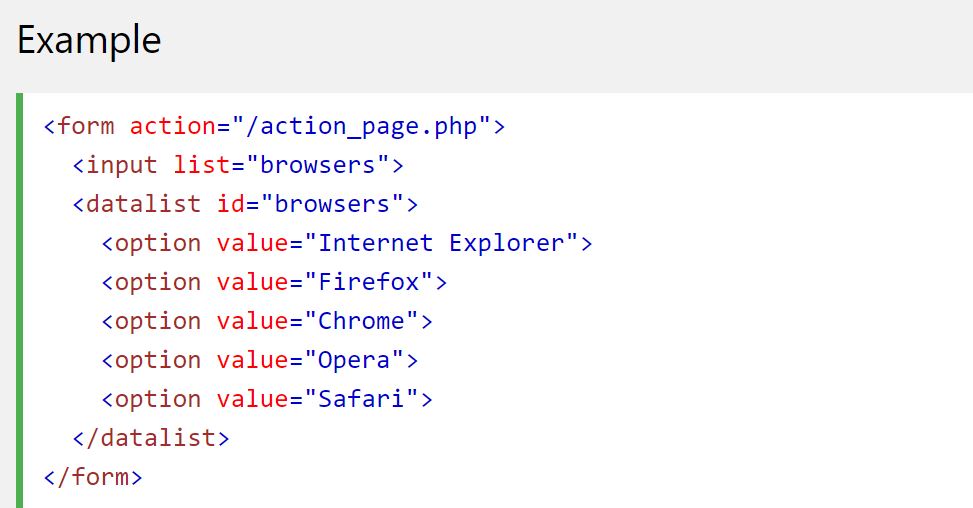 Example
<form action="/action_page.php">
  <input list="browsers">
  <datalist id="browsers">
    <option value="Internet Explorer">
    <option value="Firefox">
    <option value="Chrome">
    <option value="Opera">
    <option value="Safari">
  </datalist>
</form>